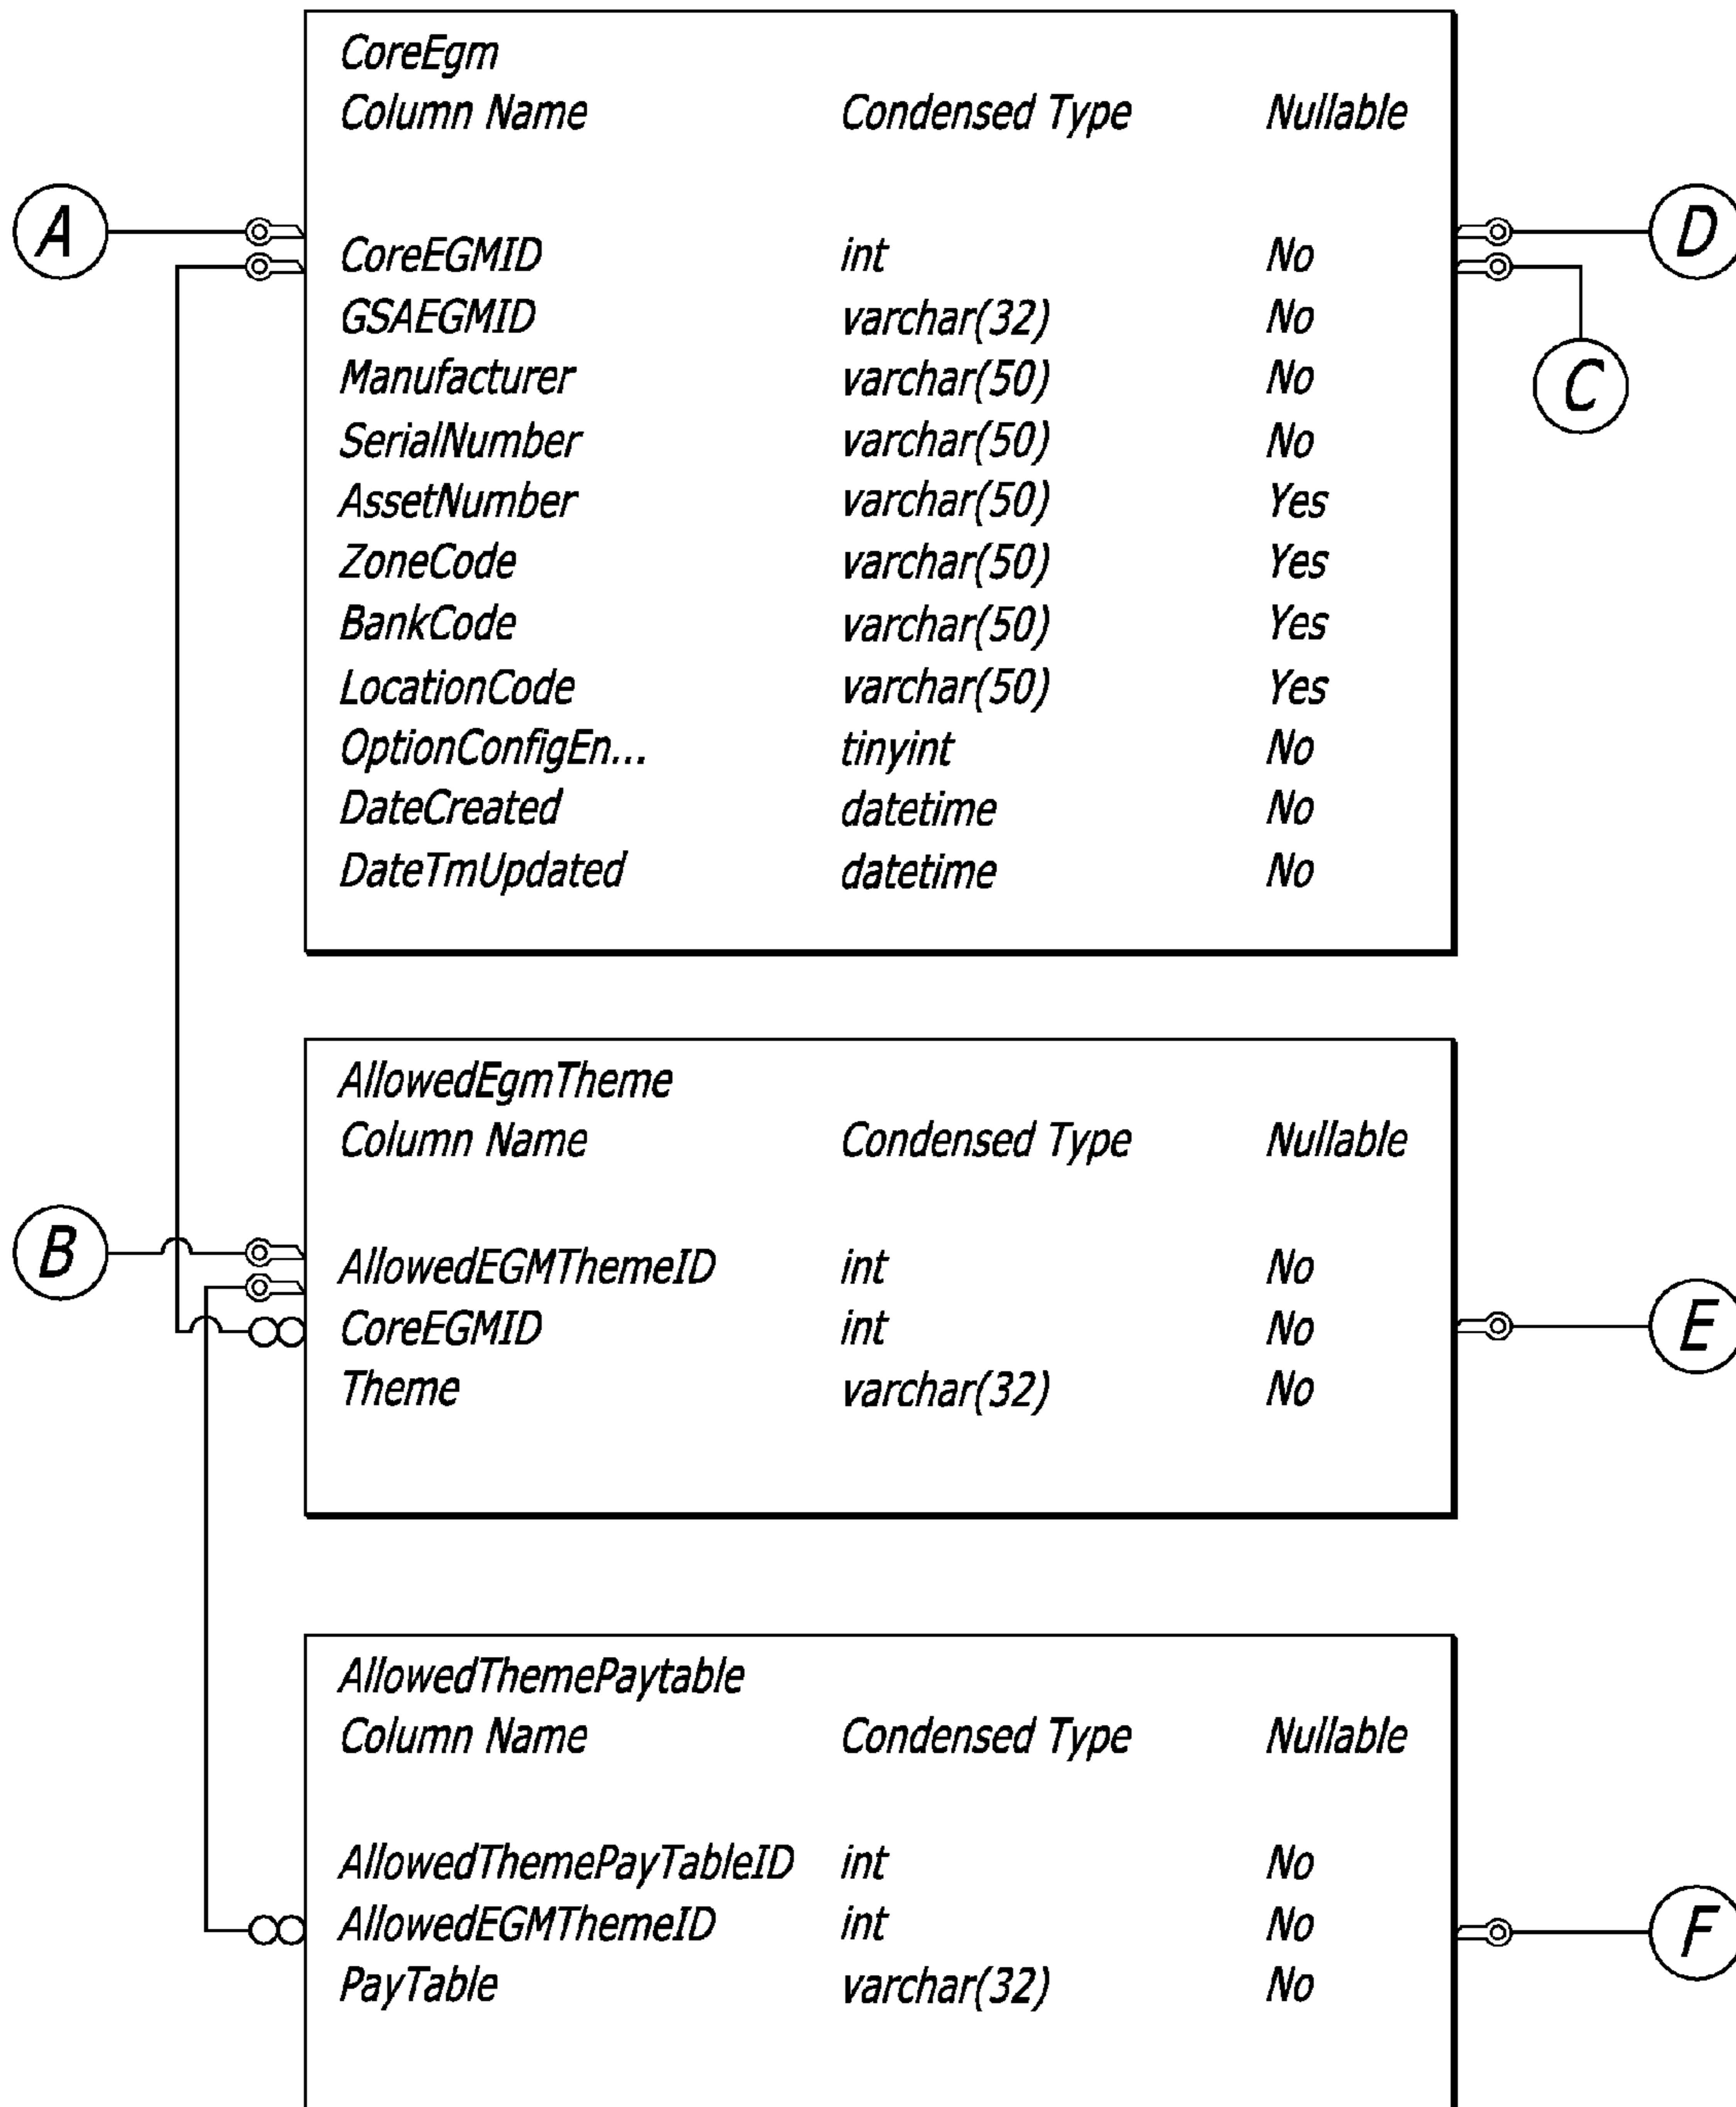 CoreEgm
Column Name Condensed Type Nullable
A
D
CoreEGMID int No
GSAEGMID varchar(32) No
Manufacturer varchar(50) No
C
SerialNumber varchar(50) No
AssetNumber varchar(50) Yes
ZoneCode varchar(50) Yes
BankCode varchar(50) Yes
LocationCode varchar(50) Yes
OptionConfigEn... tinyint No
DateCreated datetime No
DateTmUpdated datetime No
AllowedEgmTheme
Column Name Condensed Type Nullable
B
AllowedEGMThemeID int No
CoreEGMID int No
E
Theme varchar(32) No
AllowedThemePaytable
Column Name Condensed Type Nullable
AllowedThemePayTableID int No
AllowedEGMThemeID int No
F
PayTable varchar(32) No